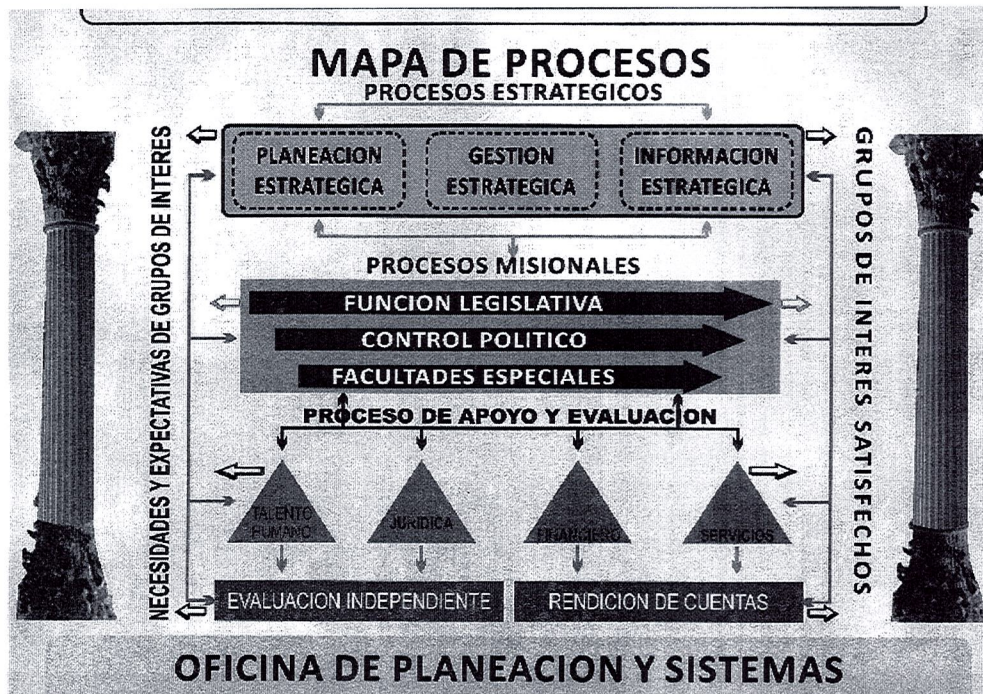 MAPA DE PROCESOS
PROCESOS ESTRATEGICOS
NECESIDADES Y EXPECTATIVAS DE GRUPOS DE INTERES
PLANEACION
ESTRATEGICA
GESTION
ESTRATEGICA
INFORMACION
ESTRATEGICA
GRUPOS DE INTERES SATISFECHOS
PROCESOS MISIONALES
FUNCION LEGISLATIVA
CONTROL POLITICO
FACULTADES ESPECIALES
PROCESO DE APOYO Y EVALUACION
TALENTO
HUMANO
JURIDICA
FINANCIERO
SERVICIOS
EVALUACION INDEPENDIENTE
RENDICION DE CUENTAS
OFICINA DE PLANEACION Y SISTEMAS